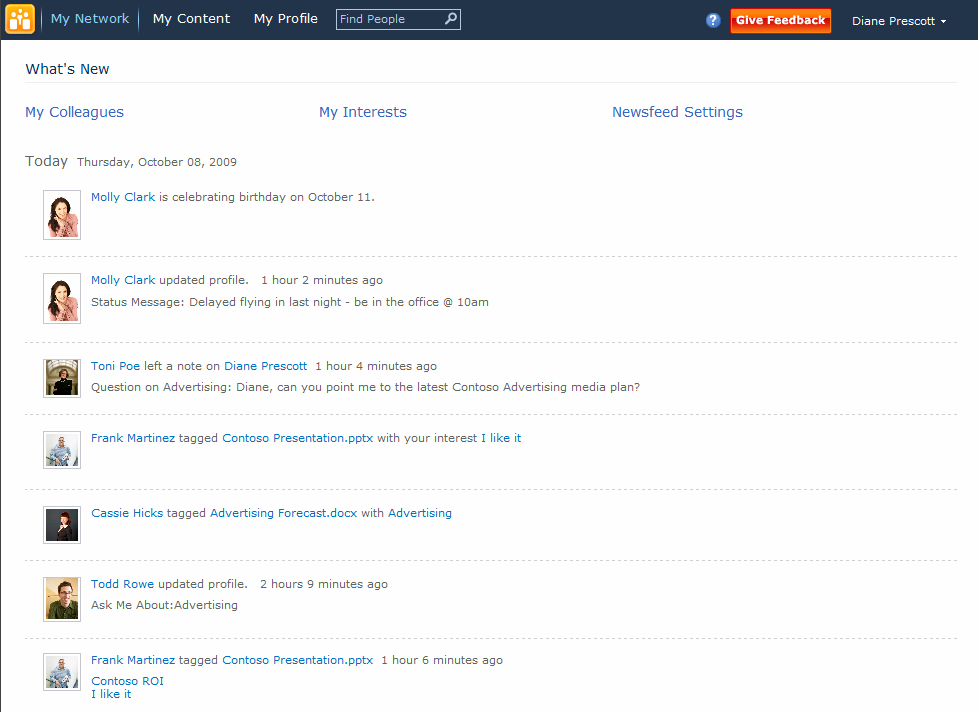 My Network My Content My Profile Find People ? Give Feedback Diane Prescott
What's New
My Colleagues My Interests Newsfeed Settings
Today Thursday, October 08, 2009
Molly Clark is celebrating birthday on October 11.
Molly Clark updated profile. 1 hour 2 minutes ago
Status Message: Delayed flying in last night - be in the office @ 10am
Toni Poe left a note on Diane Prescott 1 hour 4 minutes ago
Question on Advertising: Diane, can you point me to the latest Contoso Advertising media plan?
Frank Martinez tagged Contoso Presentation.pptx with your interest I like it
Cassie Hicks tagged Advertising Forecast.docx with Advertising
Todd Rowe updated profile. 2 hours 9 minutes ago
Ask Me About:Advertising
Frank Martinez tagged Contoso Presentation.pptx 1 hour 6 minutes ago
Contoso ROI
I like it